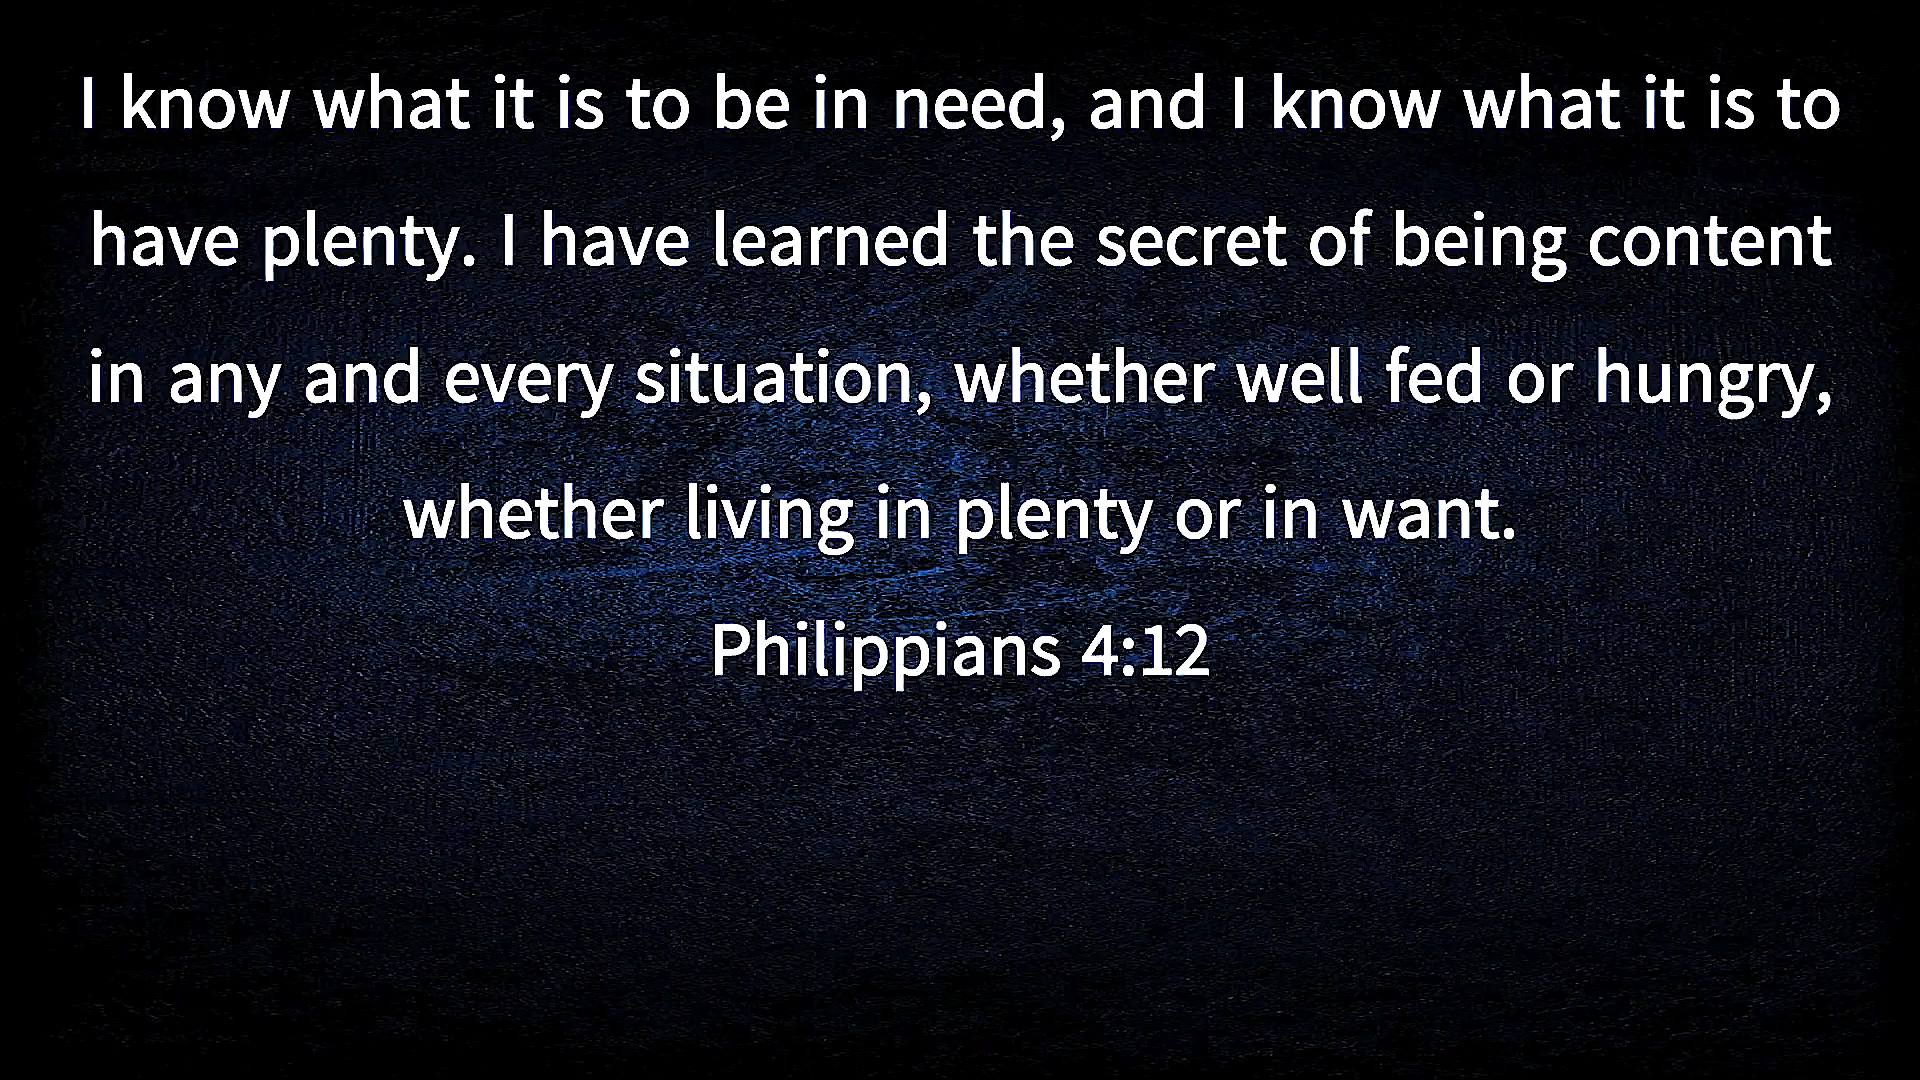 I know what it is to be in need, and I know what it is to
have plenty. I have learned the secret of being content
in any and every situation, whether well fed or hungry,
whether living in plenty or in want.
Philippians 4:12